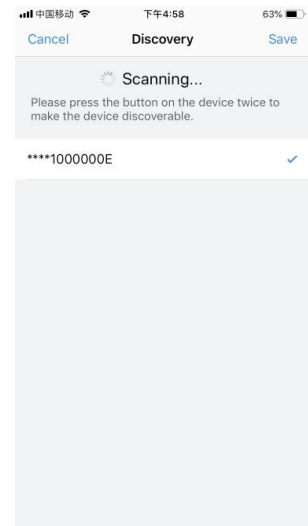 中国移动 下午4:58 63%
Cancel Discovery Save
Scanning...
Please press the button on the device twice to
make the device discoverable.
****1000000E